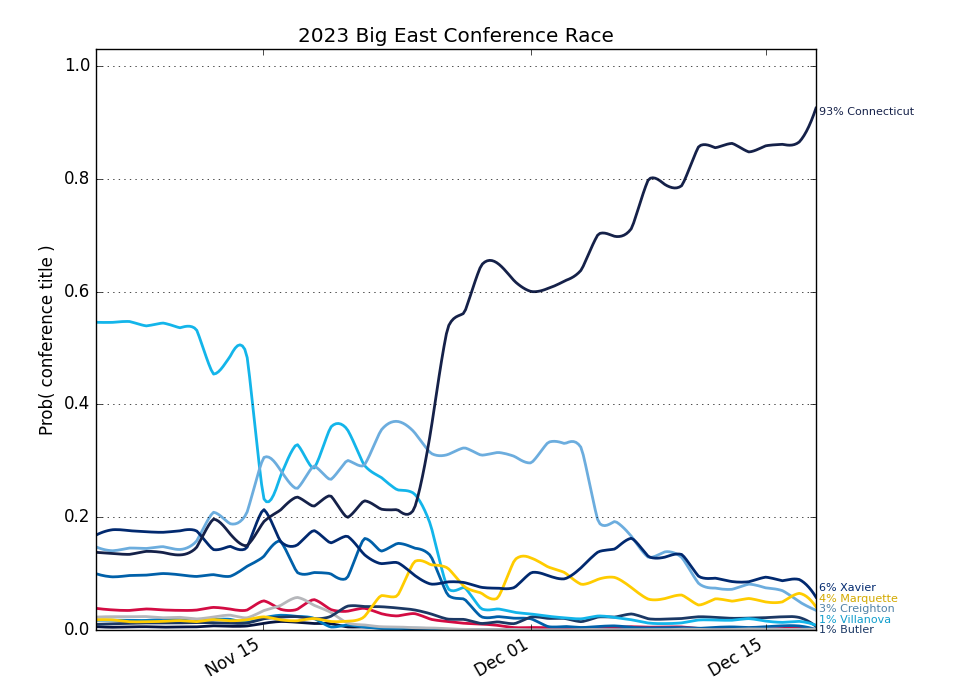 2023 Big East Conference Race
Prob( conference title )
1.0
0.8
0.6
0.4
0.2
0.0
Nov 15
Dec 01
Dec 15
93% Connecticut
6% Xavier
4% Marquette
3% Creighton
1% Villanova
1% Butler